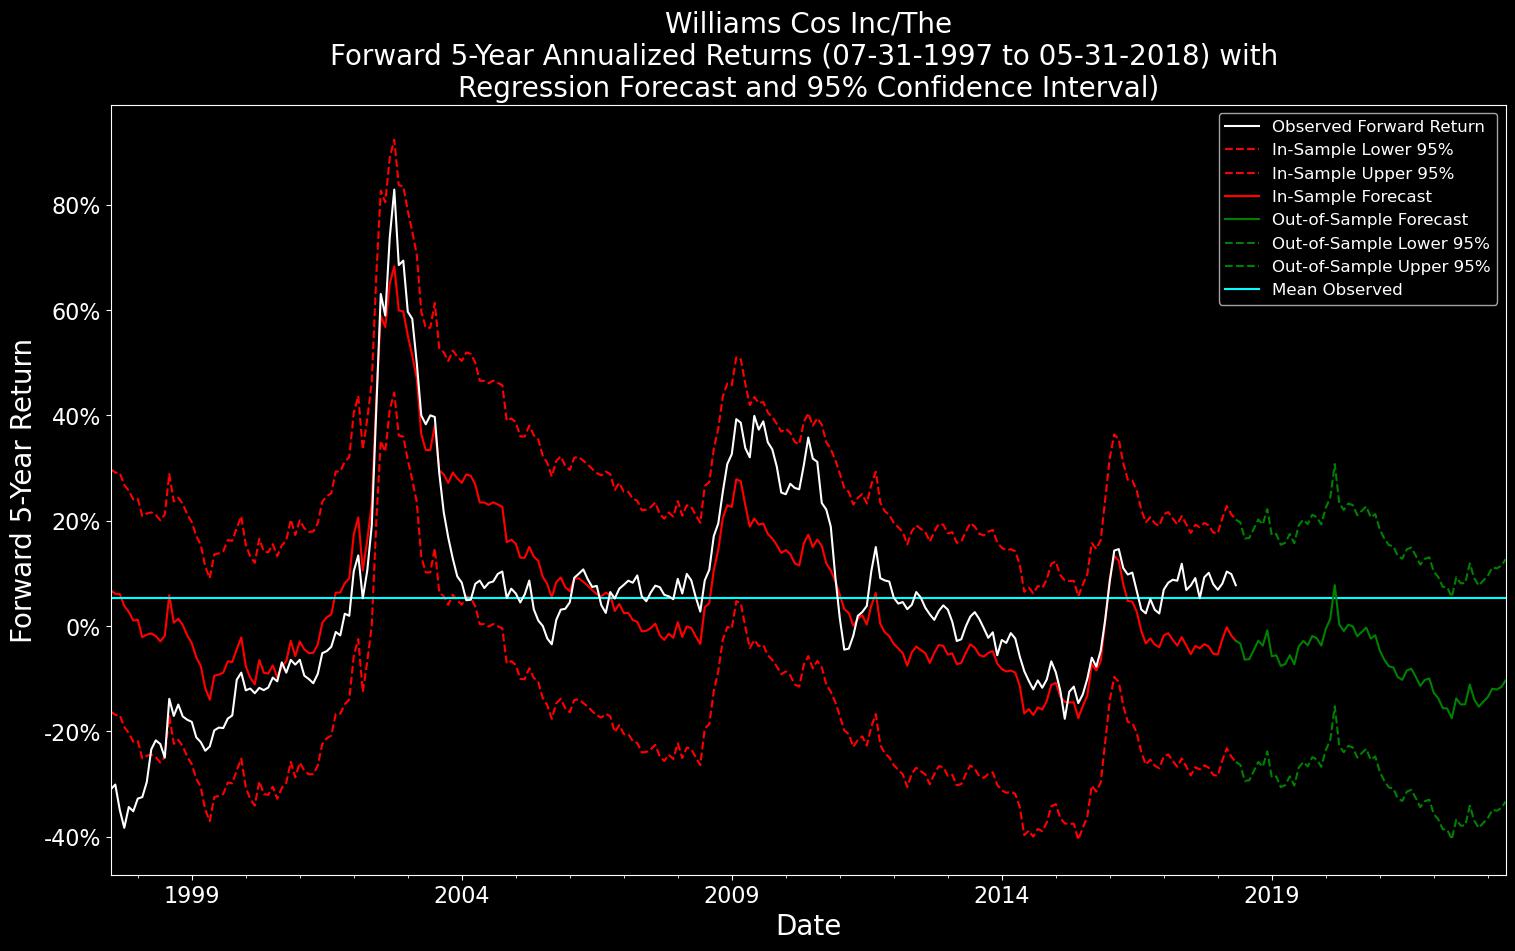 Williams Cos Inc/The
Forward 5-Year Annualized Returns (07-31-1997 to 05-31-2018) with
Regression Forecast and 95% Confidence Interval)
Observed Forward Return
In-Sample Lower 95%
In-Sample Upper 95%
In-Sample Forecast
Out-of-Sample Forecast
Out-of-Sample Lower 95%
Out-of-Sample Upper 95%
Mean Observed
Forward 5-Year Return
80%
60%
40%
20%
0%
-20%
-40%
1999 2004 2009 2014 2019
Date